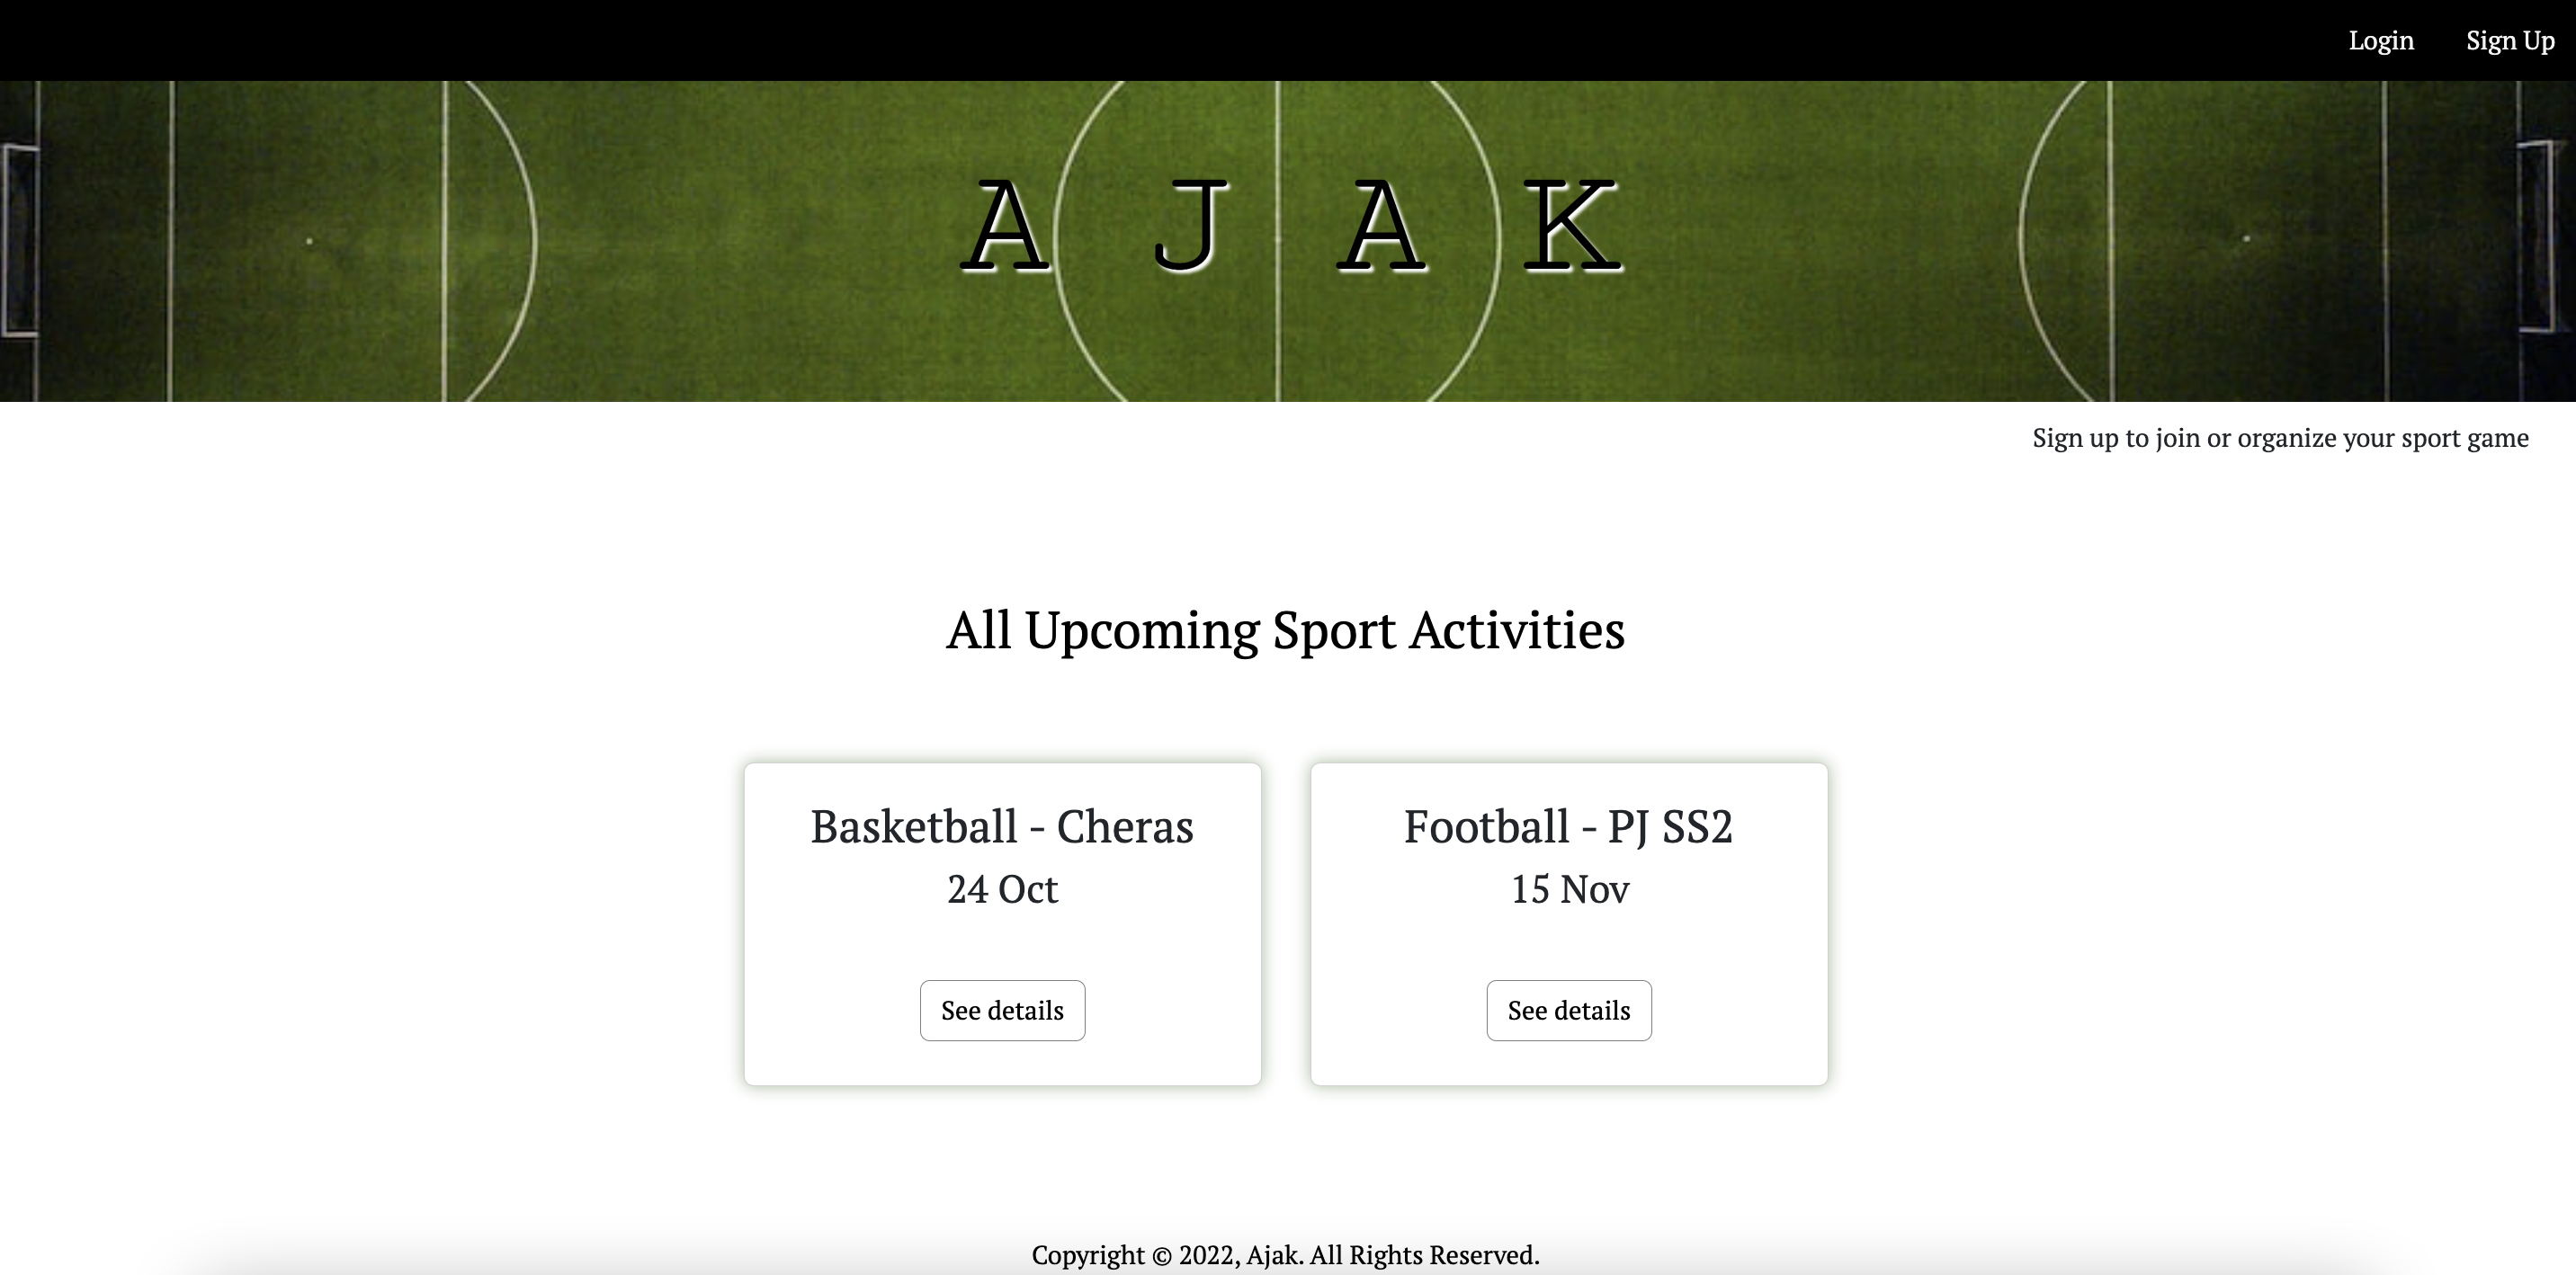 Login Sign Up
A J A K
Sign up to join or organize your sport game
All Upcoming Sport Activities
Basketball - Cheras
24 Oct
See details
Football - PJ SS2
15 Nov
See details
Copyright © 2022, Ajak. All Rights Reserved.